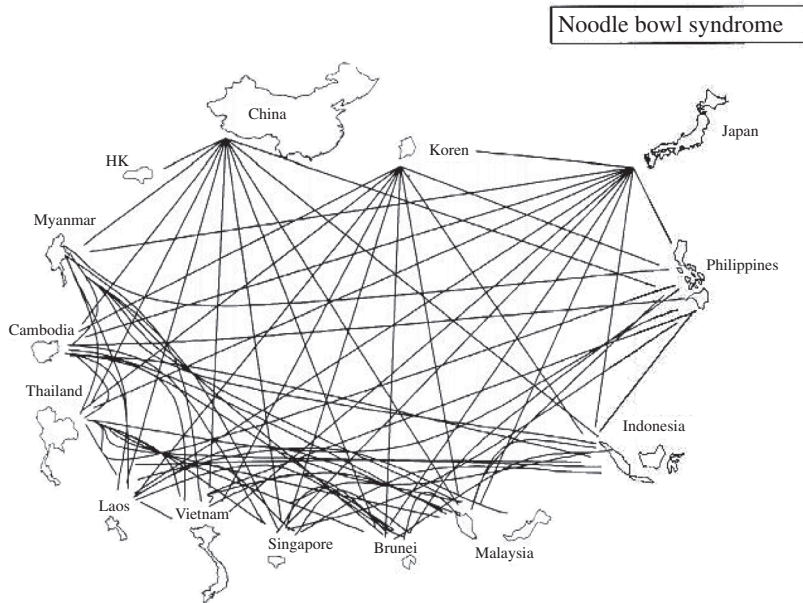 Noodle bowl syndrome
China
Koren
Japan
HK
Myanmar
Philippines
Cambodia
Thailand
Indonesia
Laos
Vietnam
Singapore
Brunei
Malaysia